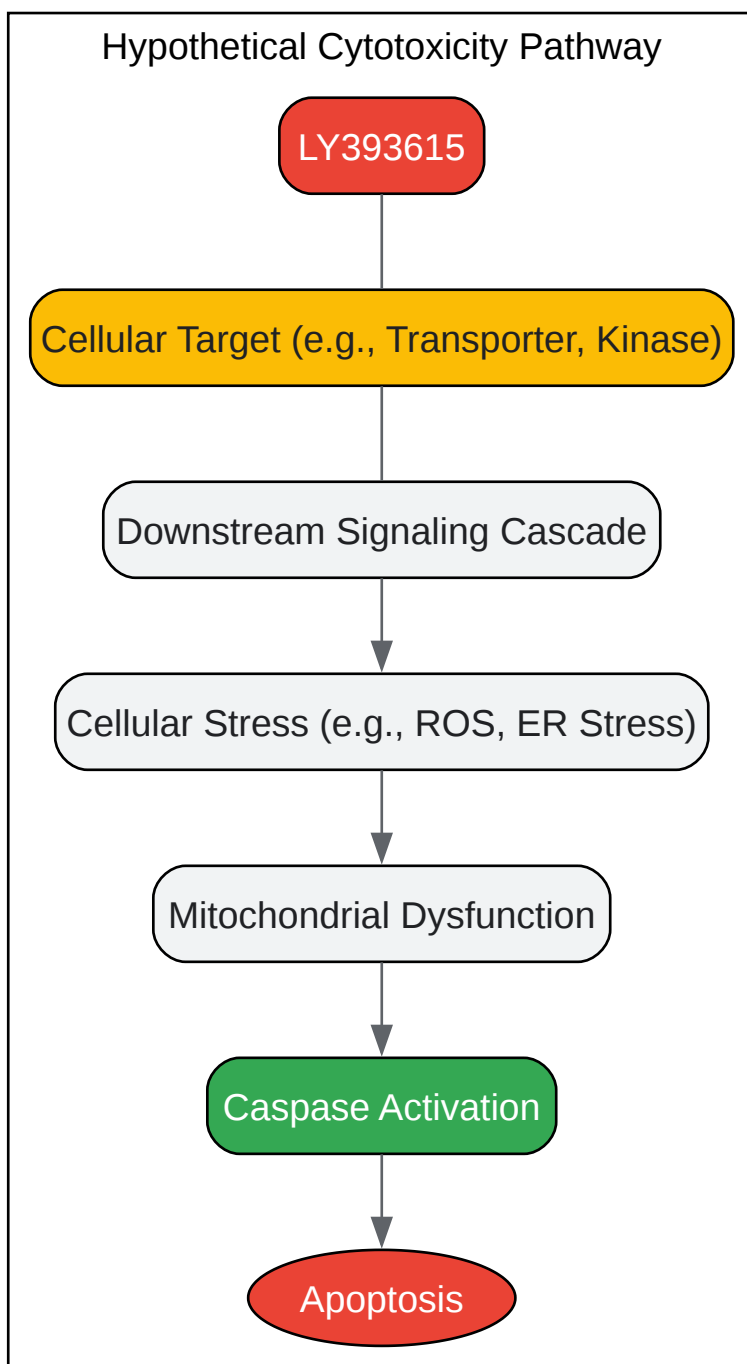 Hypothetical Cytotoxicity Pathway
LY393615
Cellular Target (e.g., Transporter, Kinase)
Downstream Signaling Cascade
Cellular Stress (e.g., ROS, ER Stress)
Mitochondrial Dysfunction
Caspase Activation
Apoptosis